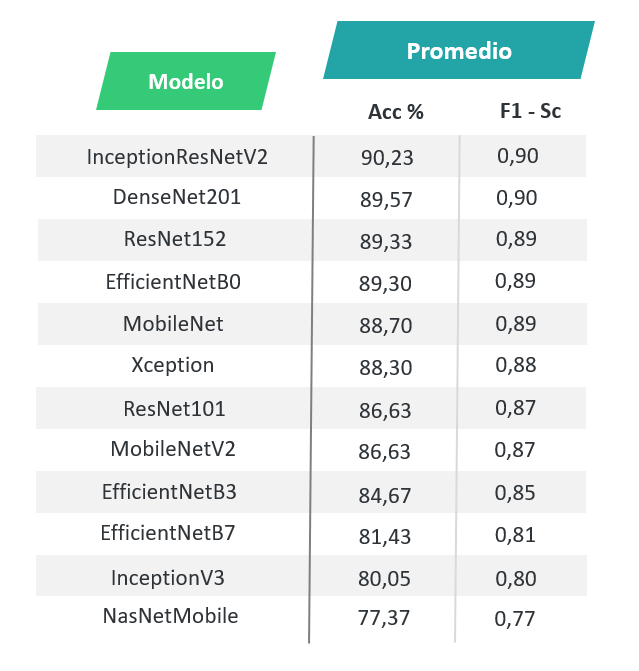 Modelo Promedio
Acc % F1 - Sc
InceptionResNetV2 90,23 0,90
DenseNet201 89,57 0,90
ResNet152 89,33 0,89
EfficientNetB0 89,30 0,89
MobileNet 88,70 0,89
Xception 88,30 0,88
ResNet101 86,63 0,87
MobileNetV2 86,63 0,87
EfficientNetB3 84,67 0,85
EfficientNetB7 81,43 0,81
InceptionV3 80,05 0,80
NasNetMobile 77,37 0,77